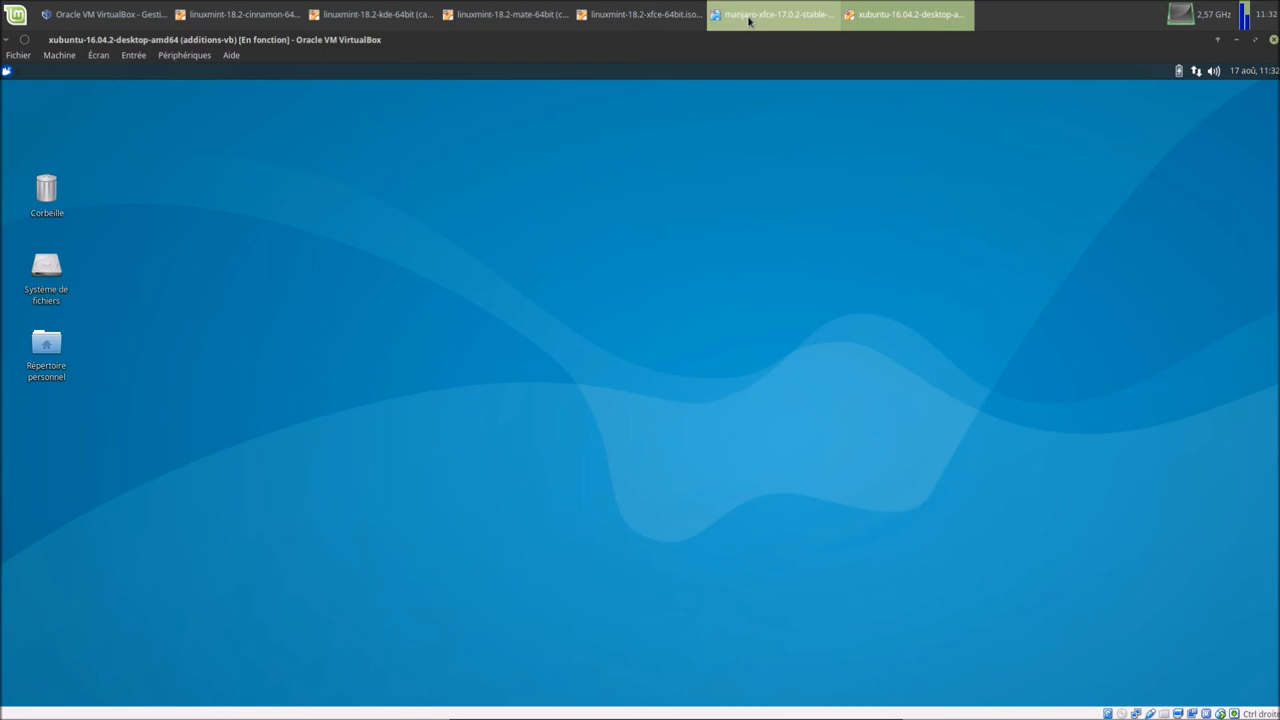 Oracle VM VirtualBox - Gesti... linuxmint-18.2-cinnamon-64... linuxmint-18.2-kde-64bit (ca... linuxmint-18.2-mate-64bit (c... linuxmint-18.2-xfce-64bit.iso... manjaro-xfce-17.0.2-stable-... xubuntu-16.04.2-desktop-a... 2,57 GHz 11:32
xubuntu-16.04.2-desktop-amd64 (additions-vb) [En fonction] - Oracle VM VirtualBox
Fichier Machine Écran Entrée Périphériques Aide
17 aoû, 11:32
Corbeille
Système de
fichiers
Répertoire
personnel
Ctrl droite